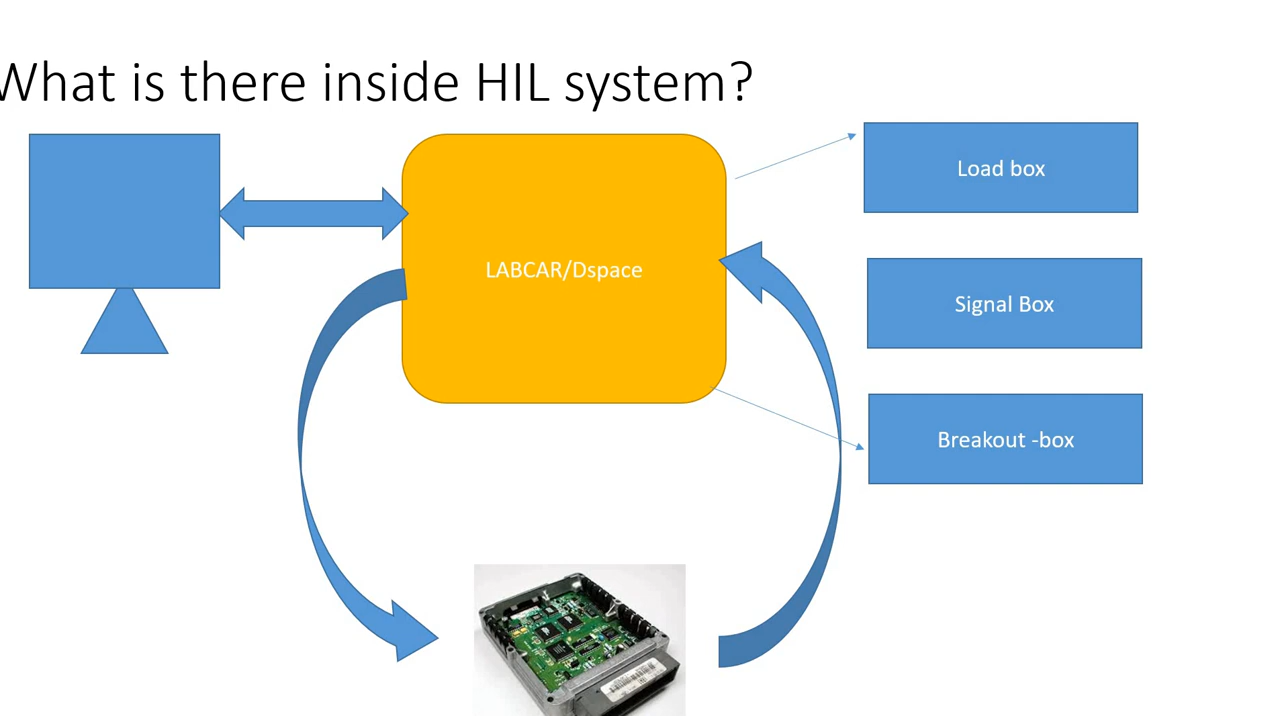 What is there inside HIL system?
LABCAR/Dspace
Load box
Signal Box
Breakout -box